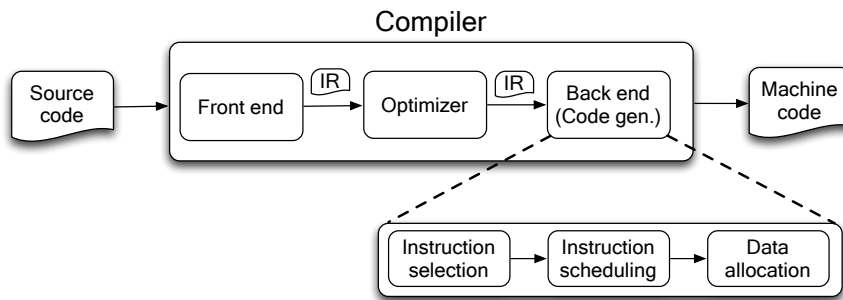 Compiler
Source
code
Front end
IR
Optimizer
IR
Back end
(Code gen.)
Machine
code
Instruction
selection
Instruction
scheduling
Data
allocation